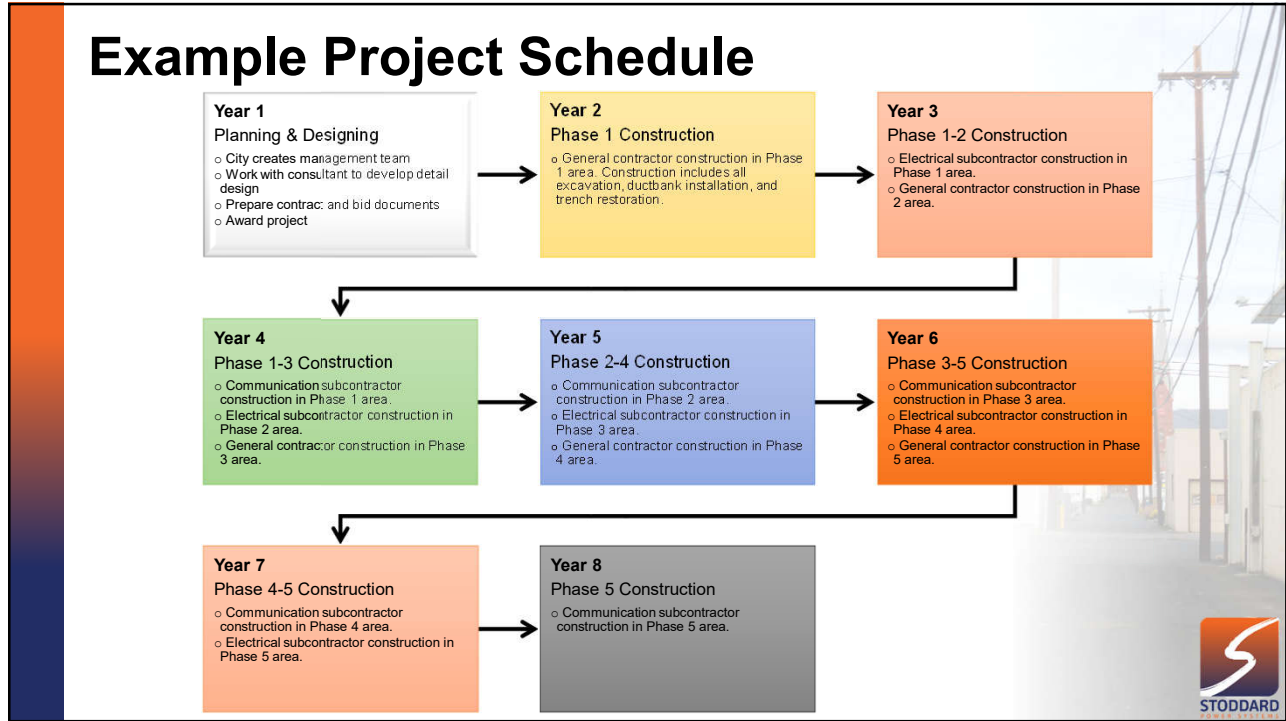 Example Project Schedule
Year 1
Planning & Designing
o City creates management team
o Work with consultant to develop detail
design
o Prepare contract and bid documents
o Award project
Year 2
Phase 1 Construction
o General contractor construction in Phase
1 area. Construction includes all
excavation, ductbank installation, and
trench restoration.
Year 3
Phase 1-2 Construction
o Electrical subcontractor construction in
Phase 1 area.
o General contractor construction in Phase
2 area.
Year 4
Phase 1-3 Construction
o Communication subcontractor
construction in Phase 1 area.
o Electrical subcontractor construction in
Phase 2 area.
o General contractor construction in Phase
3 area.
Year 5
Phase 2-4 Construction
o Communication subcontractor
construction in Phase 2 area.
o Electrical subcontractor construction in
Phase 3 area.
o General contractor construction in Phase
4 area.
Year 6
Phase 3-5 Construction
o Communication subcontractor
construction in Phase 3 area.
o Electrical subcontractor construction in
Phase 4 area.
o General contractor construction in Phase
5 area.
Year 7
Phase 4-5 Construction
o Communication subcontractor
construction in Phase 4 area.
o Electrical subcontractor construction in
Phase 5 area.
Year 8
Phase 5 Construction
o Communication subcontractor
construction in Phase 5 area.
STODDARD
POWER SYSTEMS